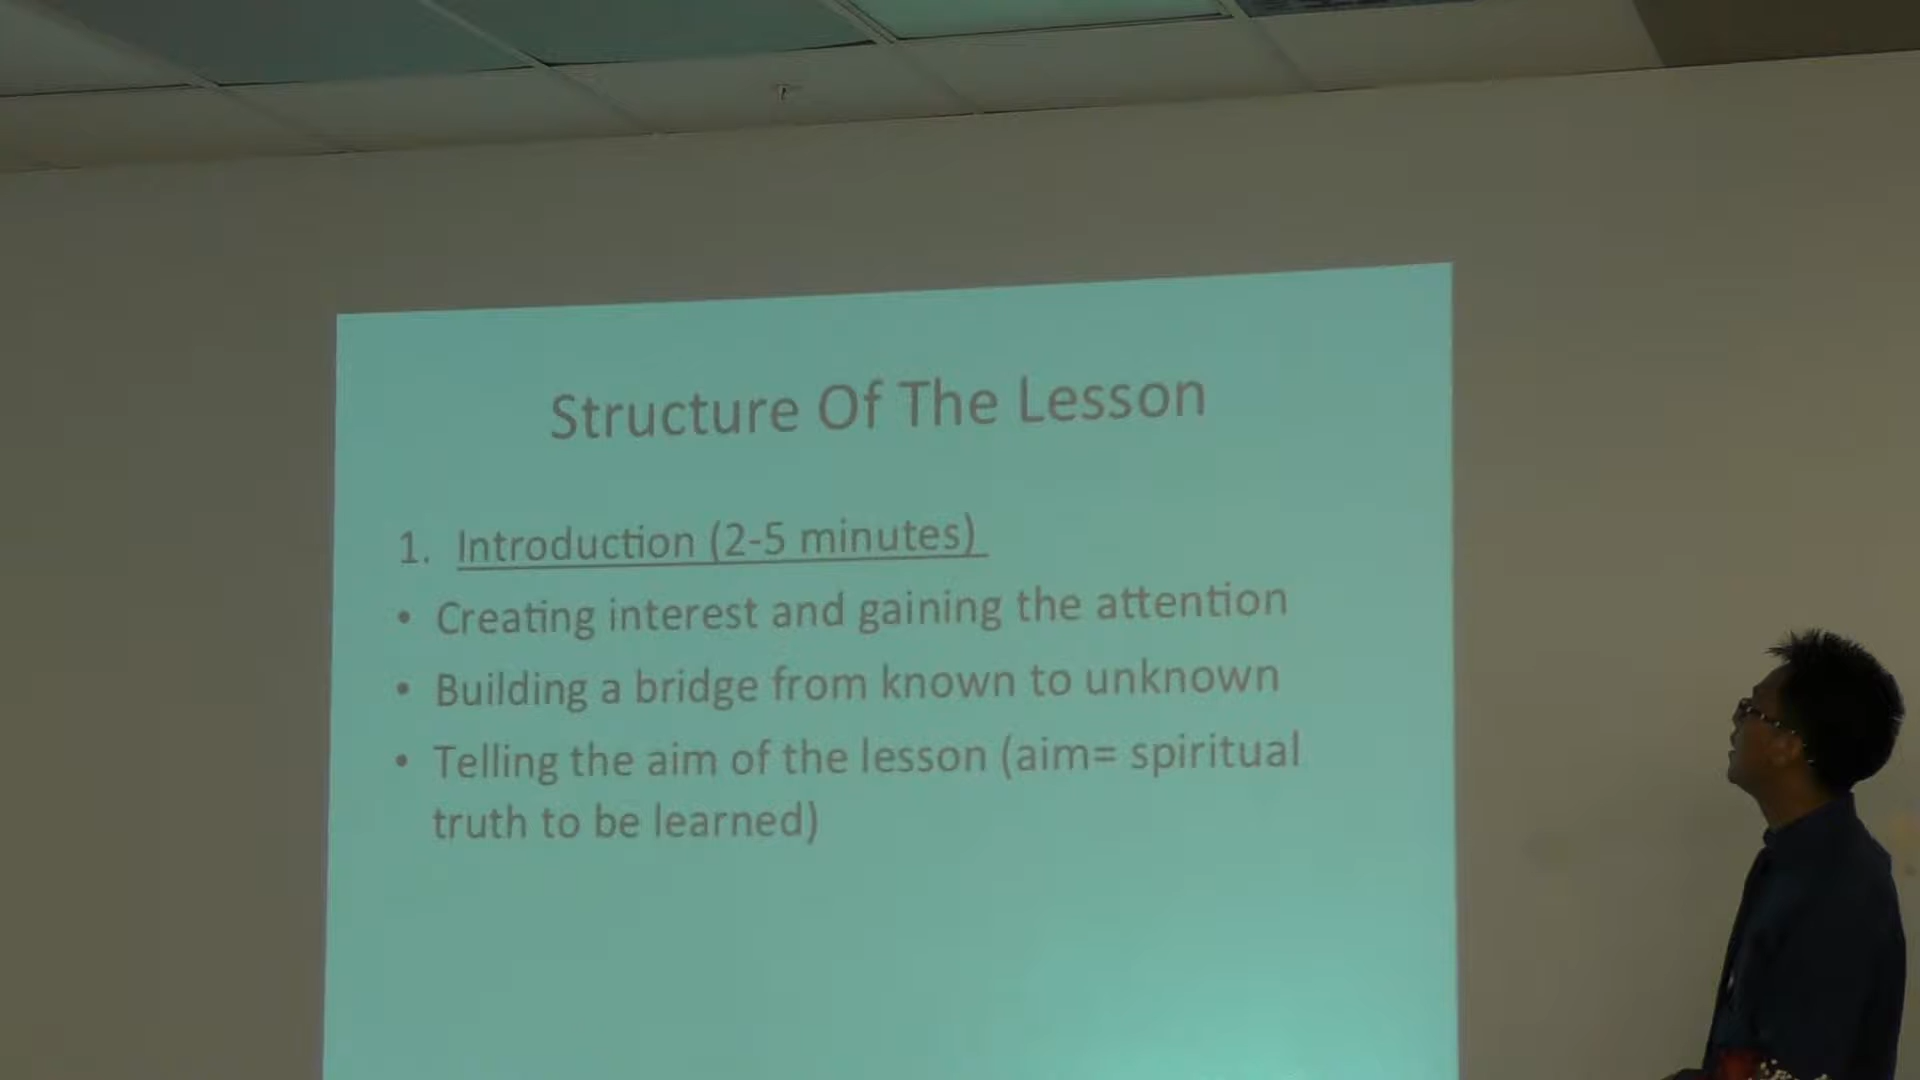 Structure Of The Lesson
1. Introduction (2-5 minutes)
• Creating interest and gaining the attention
• Building a bridge from known to unknown
• Telling the aim of the lesson (aim= spiritual
truth to be learned)